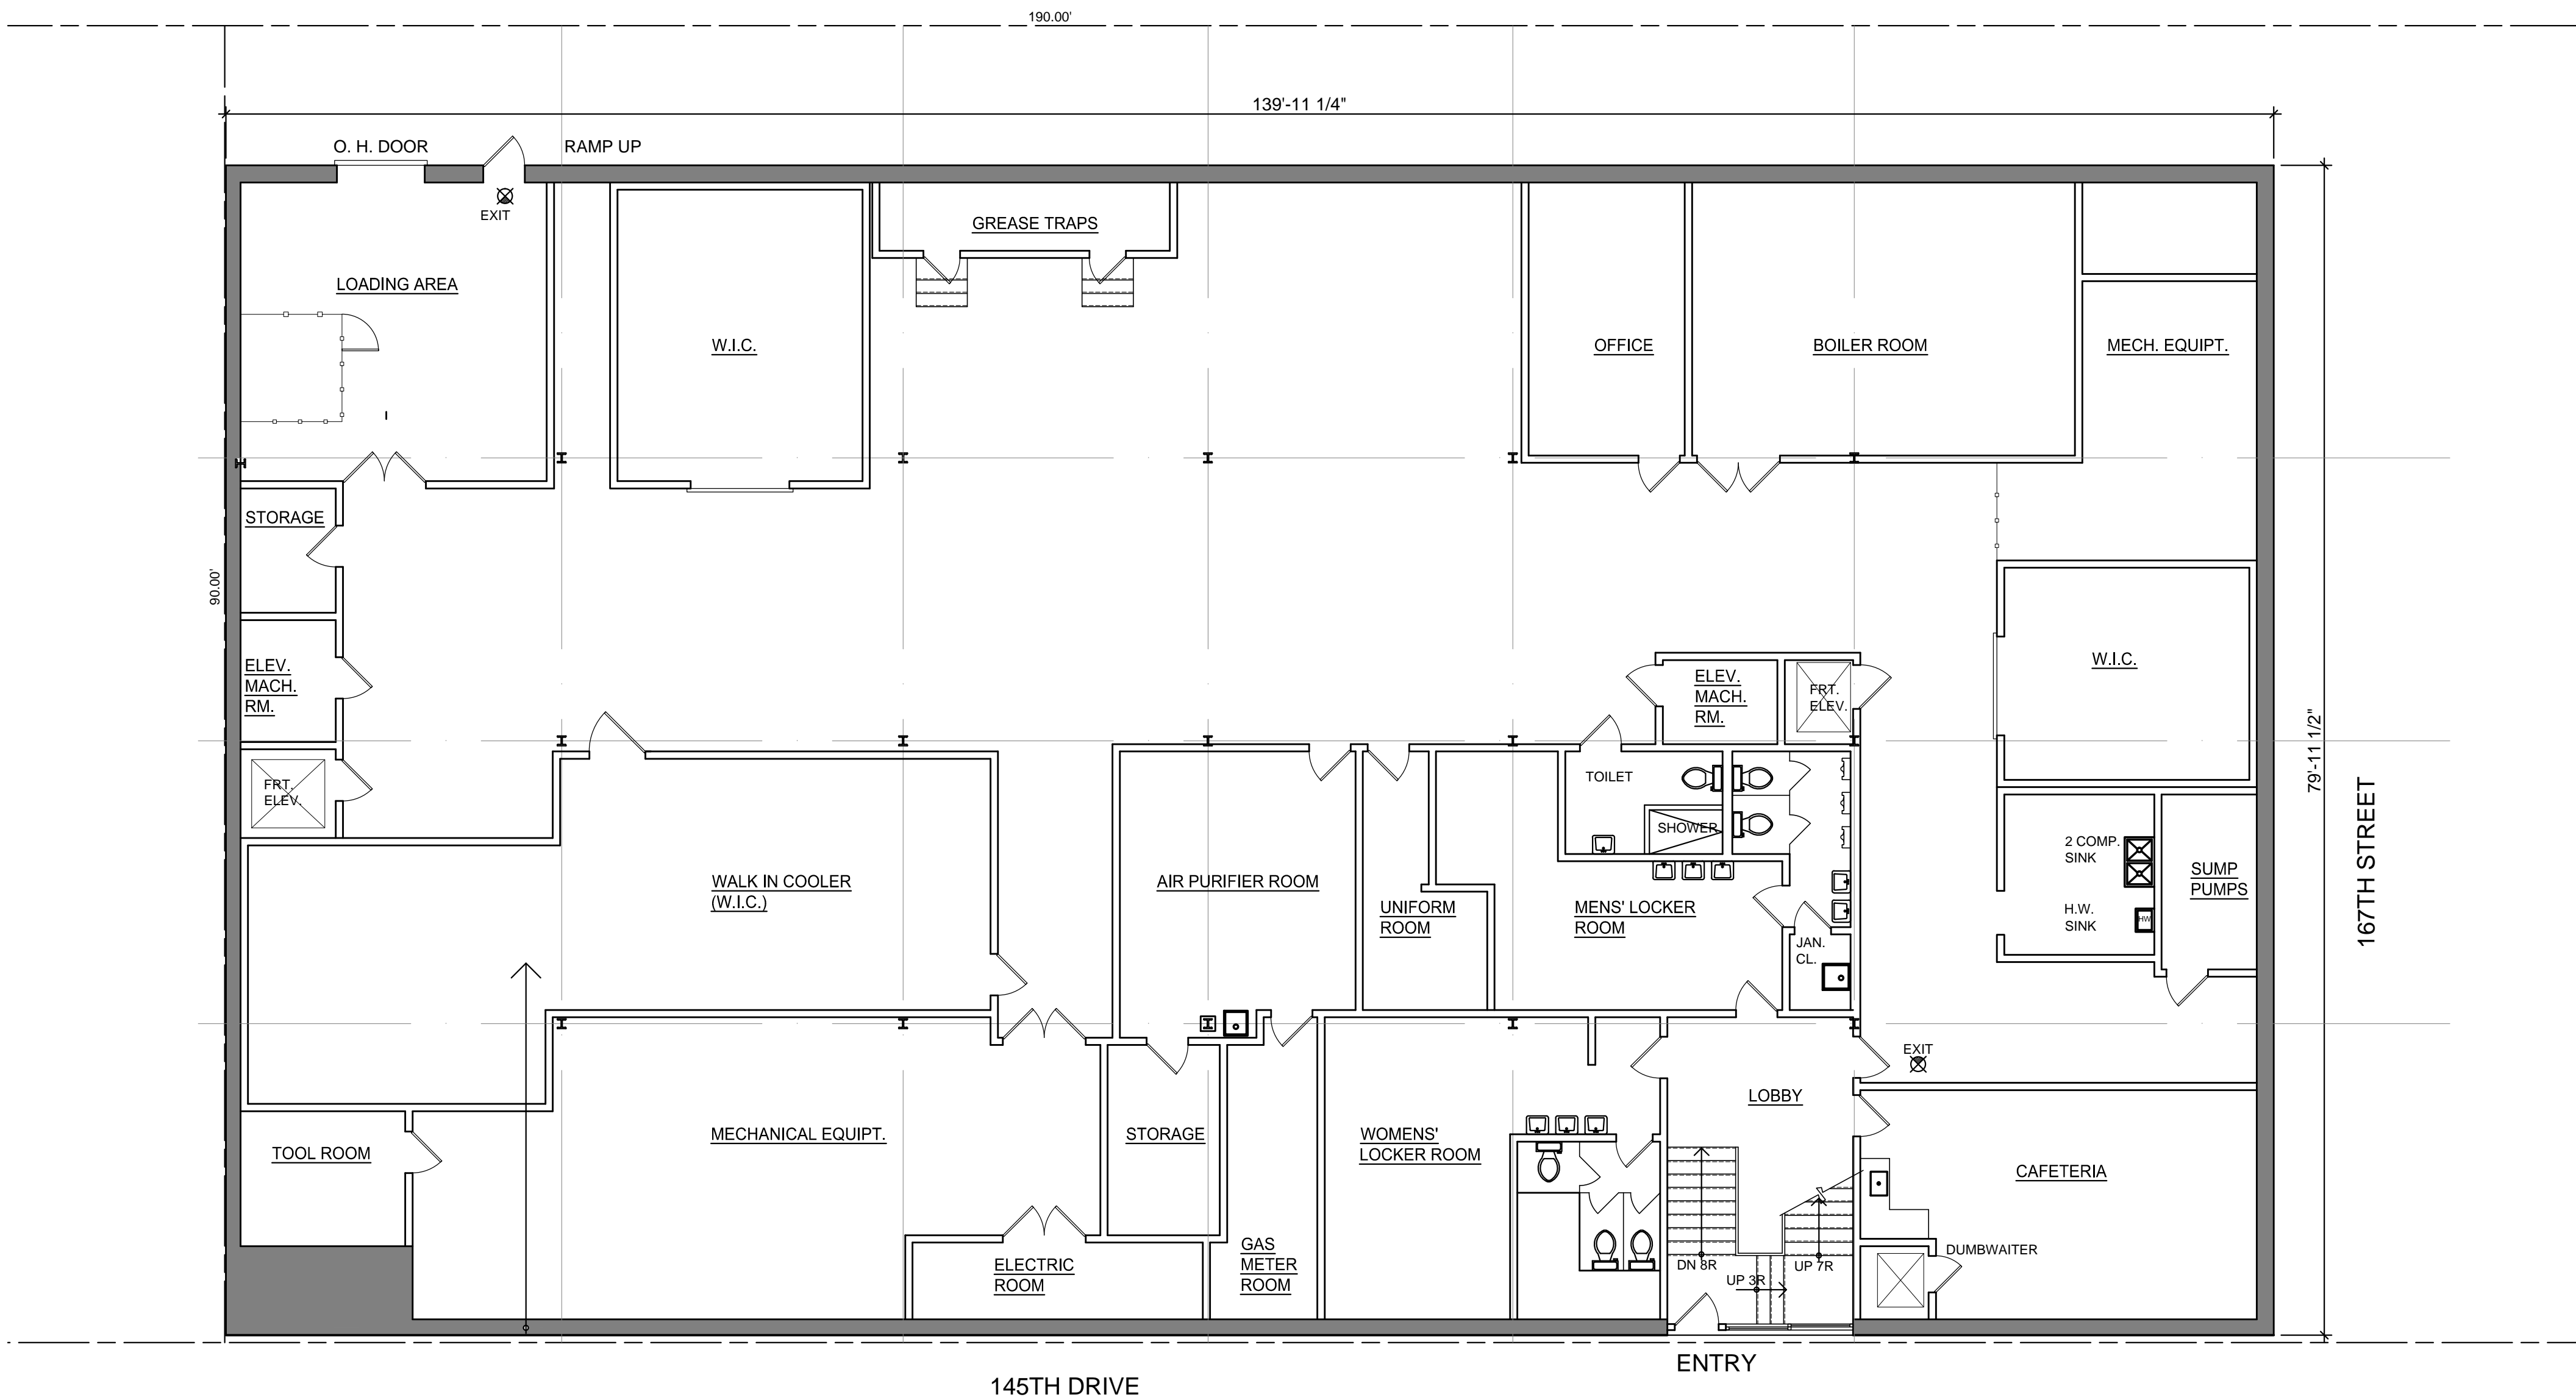 190.00'
139'-11 1/4"
O. H. DOOR
RAMP UP
EXIT
GREASE TRAPS
LOADING AREA
W.I.C.
OFFICE
BOILER ROOM
MECH. EQUIPT.
STORAGE
90.00'
ELEV.
MACH.
RM.
ELEV.
MACH.
RM.
FRT.
ELEV.
W.I.C.
79'-11 1/2"
167TH STREET
FRT.
ELEV.
TOILET
SHOWER
WALK IN COOLER
(W.I.C.)
AIR PURIFIER ROOM
UNIFORM
ROOM
MENS' LOCKER
ROOM
2 COMP.
SINK
SUMP
PUMPS
H.W.
SINK
HW
JAN.
CL.
EXIT
LOBBY
MECHANICAL EQUIPT.
STORAGE
WOMENS'
LOCKER ROOM
TOOL ROOM
CAFETERIA
ELECTRIC
ROOM
GAS
METER
ROOM
DN 8R
UP 3R
UP 7R
DUMBWAITER
ENTRY
145TH DRIVE